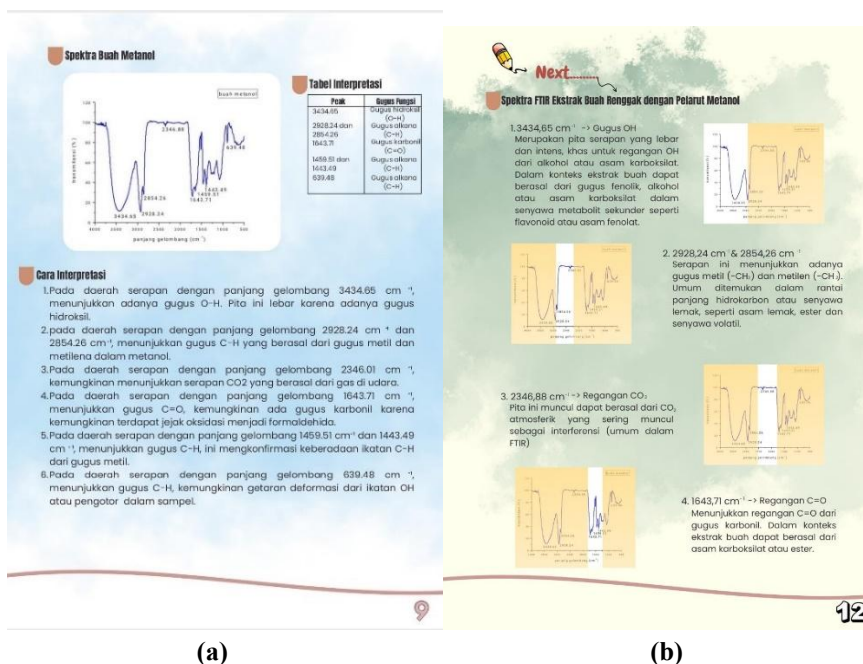 Spektra Buah Metanol
buah metanol
transmitansi (%)
120
100
80
60
40
20
0
2346.88
639.48
1443.49
1459.51
1643.71
2854.26
2928.24
3434.65
4000 3500 3000 2500 2000 1500 1000 500
panjang gelombang (cm⁻¹)
Tabel Interpretasi
Peak Gugus Fungsi
3434.65 Gugus hidroksil
(O-H)
2928.24 dan Gugus alkana
2854.26 (C-H)
1643.71 Gugus karbonil
(C=O)
1459.51 dan Gugus alkana
1443.49 (C-H)
639.48 Gugus alkana
(C-H)
Cara Interpretasi
1.Pada daerah serapan dengan panjang gelombang 3434.65 cm ⁻¹,
menunjukkan adanya gugus O-H. Pita ini lebar karena adanya gugus
hidroksil.
2.pada daerah serapan dengan panjang gelombang 2928.24 cm ⁻¹ dan
2854.26 cm⁻¹, menunjukkan gugus C-H yang berasal dari gugus metil dan
metilena dalam metanol.
3.Pada daerah serapan dengan panjang gelombang 2346.01 cm ⁻¹,
kemungkinan menunjukkan serapan CO2 yang berasal dari gas di udara.
4.Pada daerah serapan dengan panjang gelombang 1643.71 cm ⁻¹,
menunjukkan gugus C=O, kemungkinan ada gugus karbonil karena
kemungkinan terdapat jejak oksidasi menjadi formaldehida.
5.Pada daerah serapan dengan panjang gelombang 1459.51 cm⁻¹ dan 1443.49
cm ⁻¹, menunjukkan gugus C-H, ini mengkonfirmasi keberadaan ikatan C-H
dari gugus metil.
6.Pada daerah serapan dengan panjang gelombang 639.48 cm ⁻¹,
menunjukkan gugus C-H, kemungkinan getaran deformasi dari ikatan OH
atau pengotor dalam sampel.
9
(a)
Next..........
Spektra FTIR Ekstrak Buah Renggak dengan Pelarut Metanol
1.3434,65 cm⁻¹ -> Gugus OH
Merupakan pita serapan yang lebar
dan intens, khas untuk regangan OH
dari alkohol atau asam karboksilat.
Dalam konteks ekstrak buah dapat
berasal dari gugus fenolik, alkohol
atau asam karboksilat dalam
senyawa metabolit sekunder seperti
flavonoid atau asam fenolat.
2. 2928,24 cm⁻¹ & 2854,26 cm⁻¹
Serapan ini menunjukkan adanya
gugus metil (-CH₃) dan metilen (-CH₂).
Umum ditemukan dalam rantai
panjang hidrokarbon atau senyawa
lemak, seperti asam lemak, ester dan
senyawa volatil.
3. 2346,88 cm⁻¹ -> Regangan CO₂
Pita ini muncul dapat berasal dari CO₂
atmosferik yang sering muncul
sebagai interferensi (umum dalam
FTIR)
4. 1643,71 cm⁻¹ -> Regangan C=O
Menunjukkan regangan C=O dari
gugus karbonil. Dalam konteks
ekstrak buah dapat berasal dari
asam karboksilat atau ester.
12
(b)